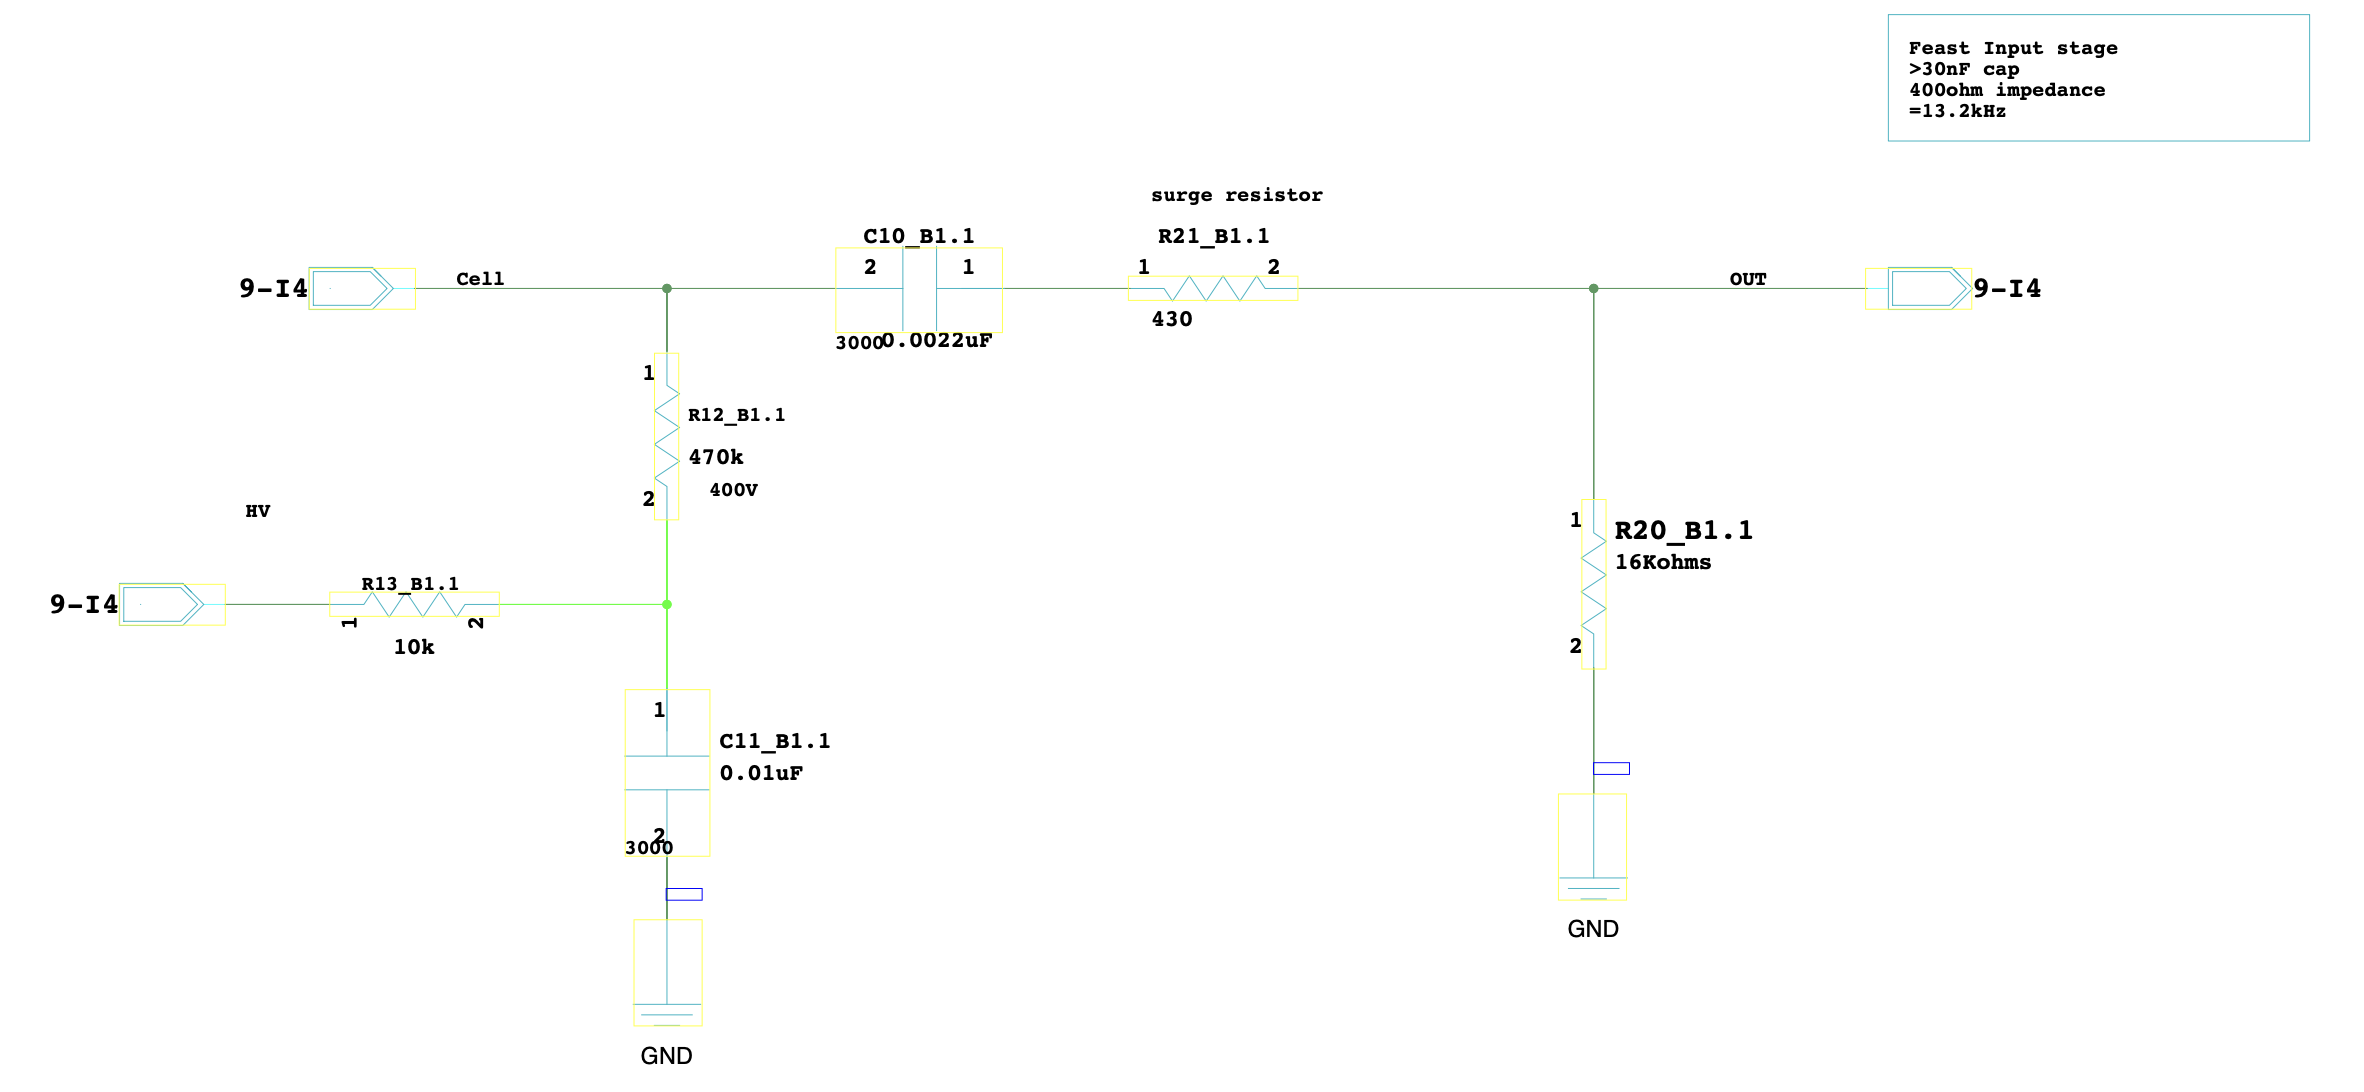 Feast Input stage
>30nF cap
400ohm impedance
=13.2kHz
surge resistor
C10_B1.1
R21_B1.1
2 1
1 2
9-I4
Cell
OUT
9-I4
430
3000
0.0022uF
1
R12_B1.1
470k
400V
2
HV
1
R20_B1.1
16Kohms
2
R13_B1.1
9-I4
1 2
10k
1
C11_B1.1
0.01uF
2
3000
GND
GND